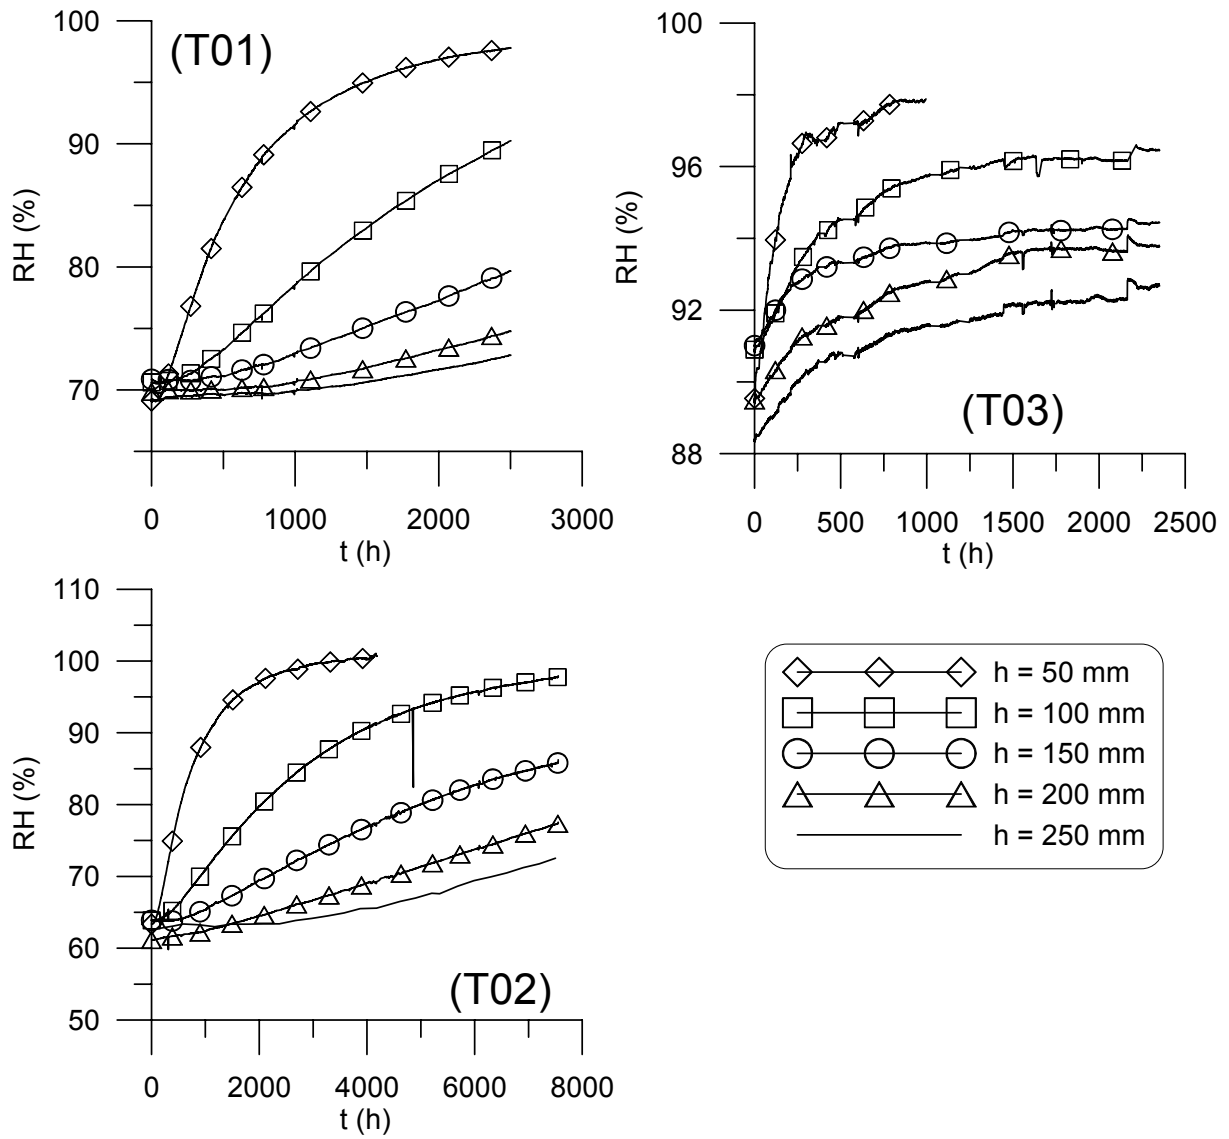 (T01)
100
90
80
70
RH (%)
0 1000 2000 3000
t (h)
(T03)
100
96
92
88
RH (%)
0 500 1000 1500 2000 2500
t (h)
(T02)
110
100
90
80
70
60
50
RH (%)
0 2000 4000 6000 8000
t (h)
h = 50 mm
h = 100 mm
h = 150 mm
h = 200 mm
h = 250 mm